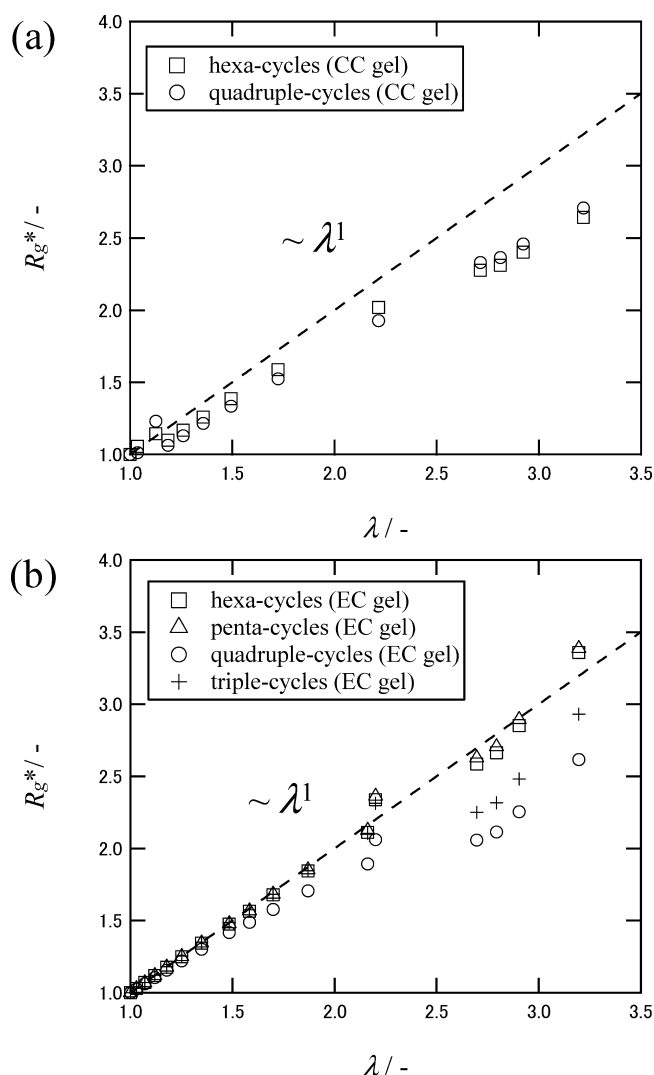 (a)
4.0
hexa-cycles (CC gel)
quadruple-cycles (CC gel)
3.5
3.0
~ λ¹
2.5
2.0
1.5
1.0
Rg*/ -
1.0 1.5 2.0 2.5 3.0 3.5
λ / -
(b)
4.0
hexa-cycles (EC gel)
penta-cycles (EC gel)
quadruple-cycles (EC gel)
triple-cycles (EC gel)
3.5
3.0
~ λ¹
2.5
2.0
1.5
1.0
Rg*/ -
1.0 1.5 2.0 2.5 3.0 3.5
λ / -